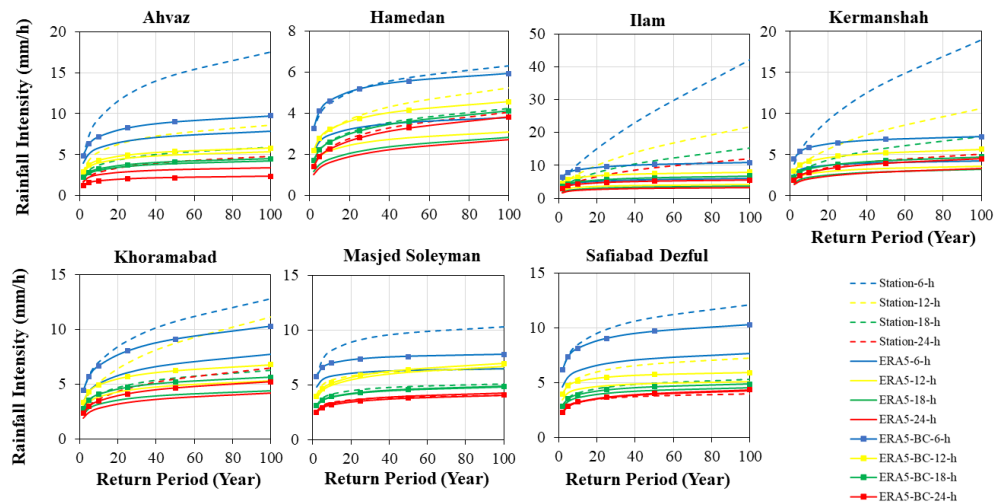 Ahvaz
Hamedan
Ilam
Kermanshah
Rainfall Intensity (mm/h)
20
15
10
5
0
0 20 40 60 80 100
8
6
4
2
0
0 20 40 60 80 100
50
40
30
20
10
0
0 20 40 60 80 100
20
15
10
5
0
0 20 40 60 80 100
Return Period (Year)
Khoramabad
Masjed Soleyman
Safiabad Dezful
Rainfall Intensity (mm/h)
15
10
5
0
0 20 40 60 80 100
Return Period (Year)
15
10
5
0
0 20 40 60 80 100
Return Period (Year)
15
10
5
0
0 20 40 60 80 100
Return Period (Year)
Station-6-h
Station-12-h
Station-18-h
Station-24-h
ERA5-6-h
ERA5-12-h
ERA5-18-h
ERA5-24-h
ERA5-BC-6-h
ERA5-BC-12-h
ERA5-BC-18-h
ERA5-BC-24-h